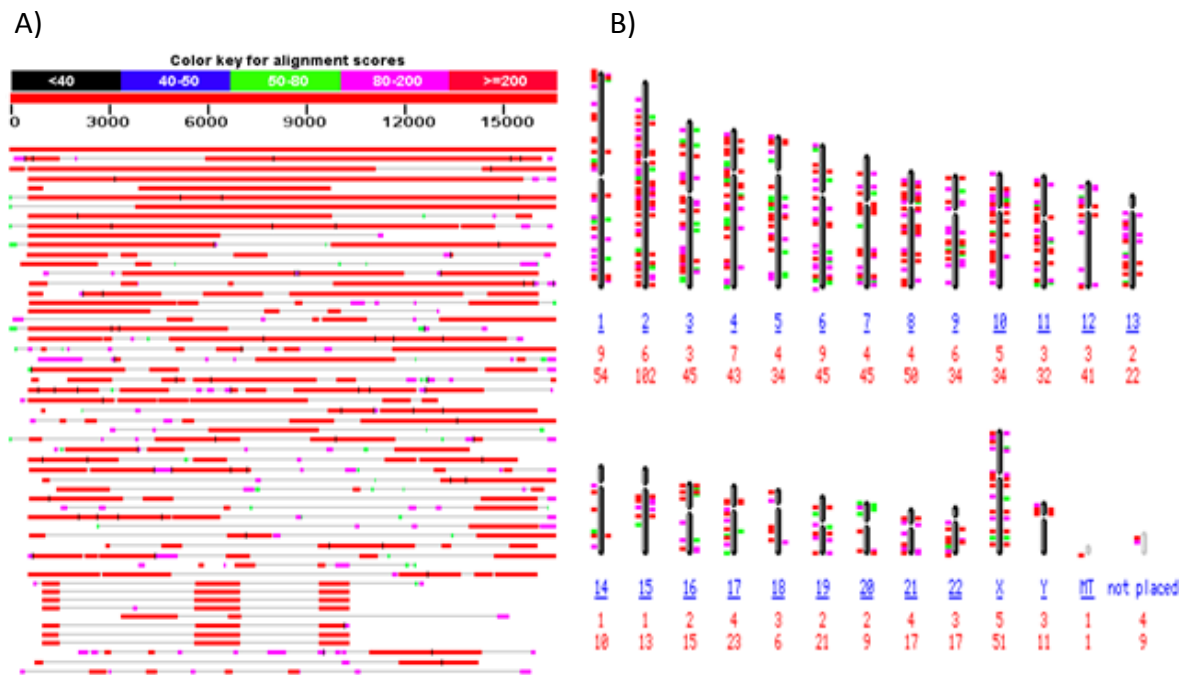 A)
B)
Color key for alignment scores
<40 40-50 50-80 80-200 >=200
0 3000 6000 9000 12000 15000
1 2 3 4 5 6 7 8 9 10 11 12 13
9 6 3 7 4 9 4 4 6 5 3 3 2
54 102 45 43 34 45 45 50 34 34 32 41 22
14 15 16 17 18 19 20 21 22 X Y MT not placed
1 1 2 4 3 2 2 4 3 5 3 1 4
10 13 15 23 6 21 9 17 17 51 11 1 9